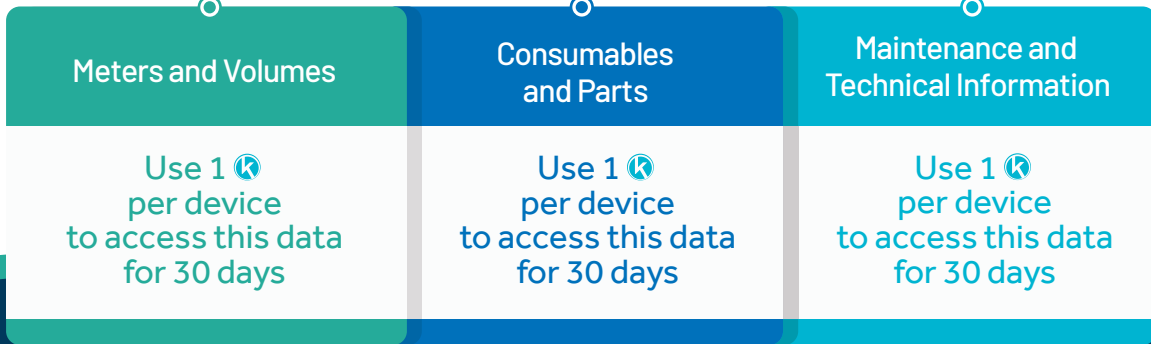 Meters and Volumes
Use 1 K
per device
to access this data
for 30 days
Consumables
and Parts
Use 1 K
per device
to access this data
for 30 days
Maintenance and
Technical Information
Use 1 K
per device
to access this data
for 30 days